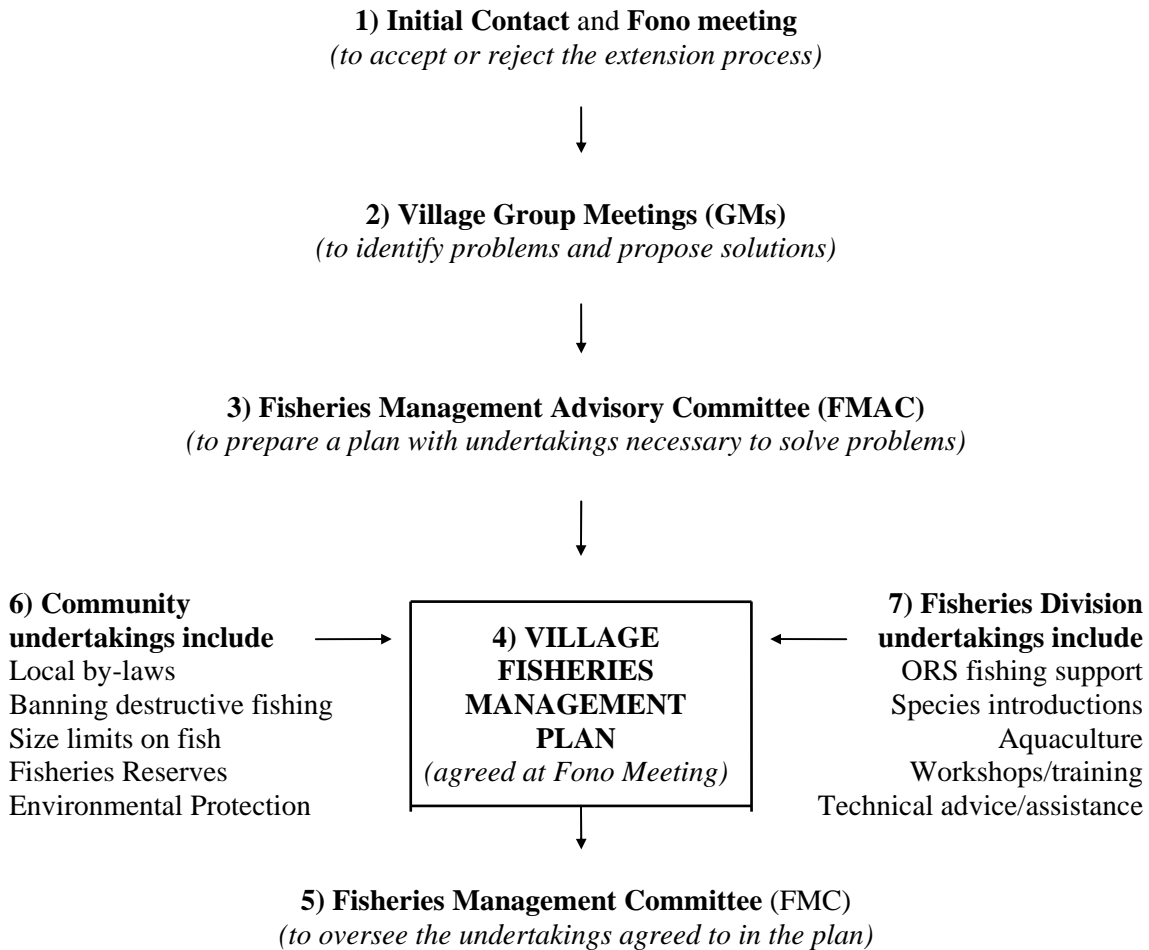 1) Initial Contact and Fono meeting
(to accept or reject the extension process)
2) Village Group Meetings (GMs)
(to identify problems and propose solutions)
3) Fisheries Management Advisory Committee (FMAC)
(to prepare a plan with undertakings necessary to solve problems)
6) Community
undertakings include
Local by-laws
Banning destructive fishing
Size limits on fish
Fisheries Reserves
Environmental Protection
4) VILLAGE
FISHERIES
MANAGEMENT
PLAN
(agreed at Fono Meeting)
7) Fisheries Division
undertakings include
ORS fishing support
Species introductions
Aquaculture
Workshops/training
Technical advice/assistance
5) Fisheries Management Committee (FMC)
(to oversee the undertakings agreed to in the plan)